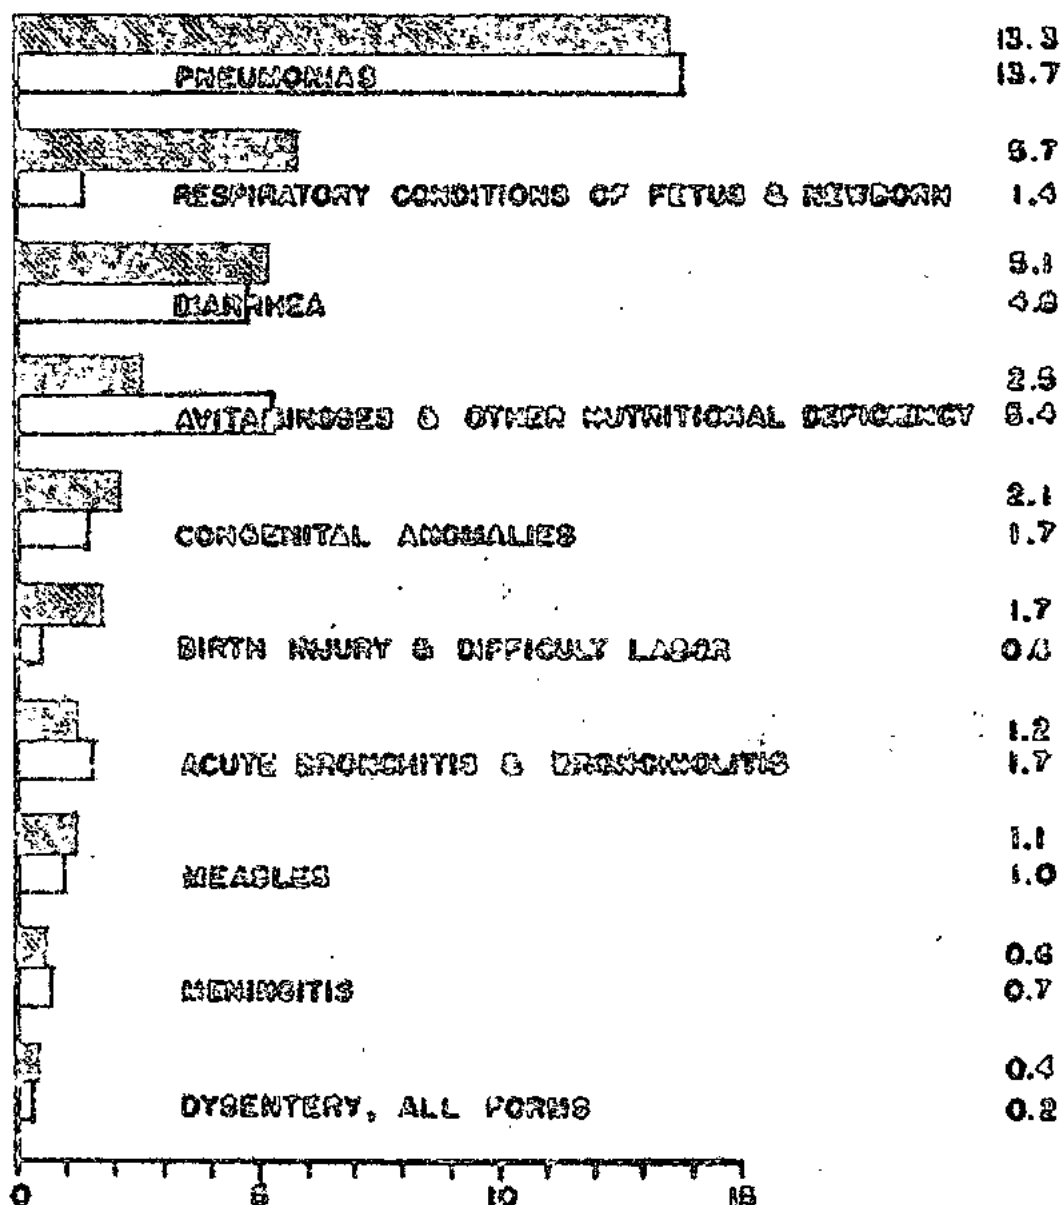 13.5
PNEUMONIAS 13.7
5.7
RESPIRATORY CONDITIONS OF FETUS & NEWBORN 1.4
5.1
DIARRHEA 4.8
2.5
AVITAMINOSES & OTHER NUTRITIONAL DEFICIENCY 5.4
2.1
CONGENITAL ANOMALIES 1.7
1.7
BIRTH INJURY & DIFFICULT LABOR
1.2
ACUTE BRONCHITIS & BRONCHIOLITIS 1.7
1.1
MEASLES 1.0
0.6
MENINGITIS 0.7
0.4
DYSENTERY, ALL FORMS 0.2
0 5 10 15